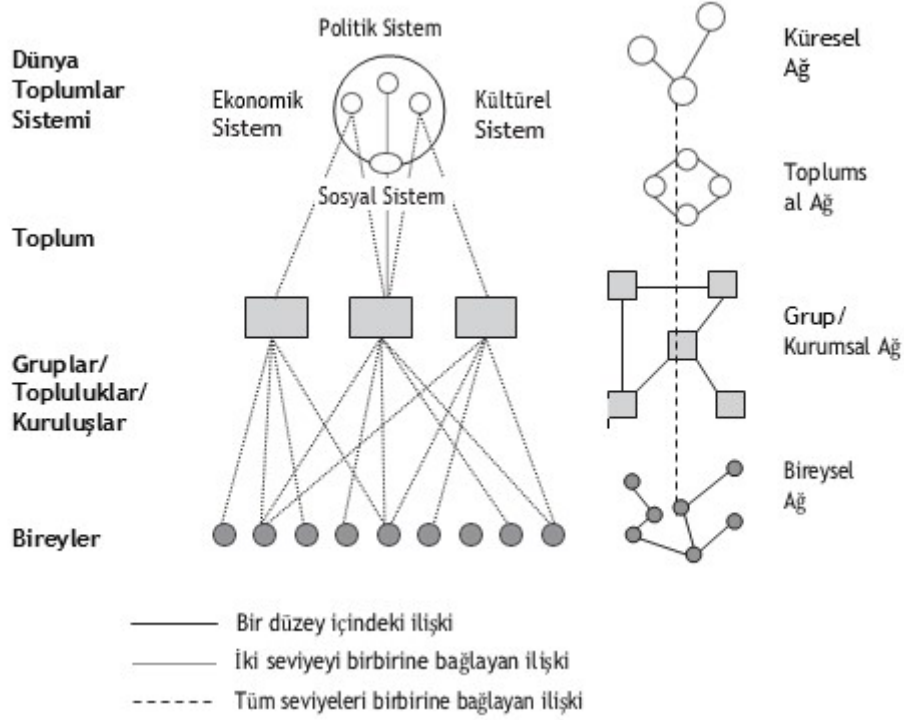 Politik Sistem
Dünya
Toplumlar
Sistemi
Ekonomik
Sistem
Kültürel
Sistem
Sosyal Sistem
Toplum
Gruplar/
Topluluklar/
Kuruluşlar
Bireyler
Küresel
Ağ
Toplums
al Ağ
Grup/
Kurumsal Ağ
Bireysel
Ağ
Bir düzey içindeki ilişki
İki seviyeyi birbirine bağlayan ilişki
Tüm seviyeleri birbirine bağlayan ilişki